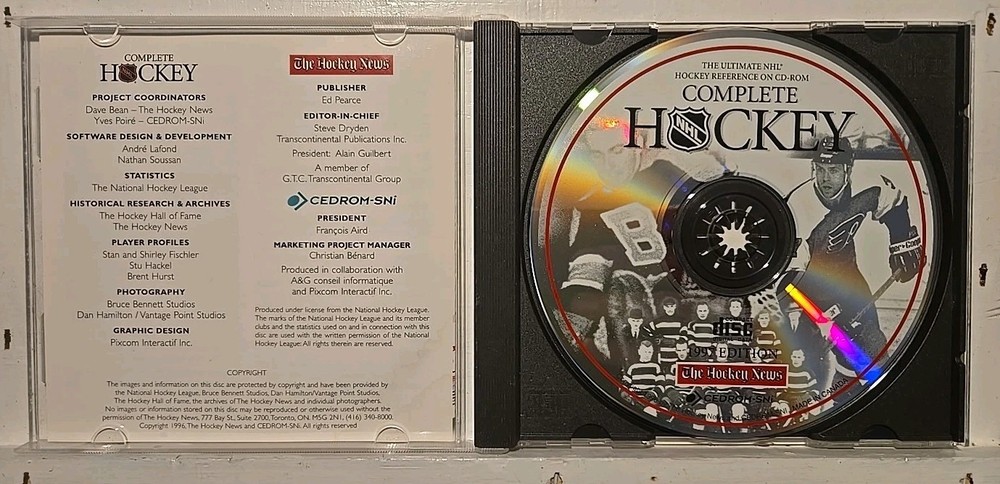 COMPLETE
HOCKEY
PROJECT COORDINATORS
Dave Bean – The Hockey News
Yves Poiré – CEDROM-SNi
SOFTWARE DESIGN & DEVELOPMENT
André Lafond
Nathan Soussan
STATISTICS
The National Hockey League
HISTORICAL RESEARCH & ARCHIVES
The Hockey Hall of Fame
The Hockey News
PLAYER PROFILES
Stan and Shirley Fischler
Stu Hackel
Brent Hurst
PHOTOGRAPHY
Bruce Bennett Studios
Dan Hamilton / Vantage Point Studios
GRAPHIC DESIGN
Pixcom Interactif Inc.
The Hockey News
PUBLISHER
Ed Pearce
EDITOR-IN-CHIEF
Steve Dryden
Transcontinental Publications Inc.
President: Alain Guilbert
A member of
G.T.C. Transcontinental Group
CEDROM-SNi
PRESIDENT
François Aird
MARKETING PROJECT MANAGER
Christian Bénard
Produced in collaboration with
A&G conseil informatique
and Pixcom Interactif Inc.
Produced under license from the National Hockey League.
The marks of the National Hockey League and its member
clubs and the statistics used on and in connection with this
disc are used with the written permission of the National
Hockey League. All rights therein are reserved.
COPYRIGHT
The images and information on this disc are protected by copyright and have been provided by
the National Hockey League, Bruce Bennett Studios, Dan Hamilton/Vantage Point Studios,
The Hockey Hall of Fame, the archives of The Hockey News and individual photographers.
No images or information stored on this disc may be reproduced or otherwise used without the
permission of The Hockey News, 777 Bay St., Suite 2700, Toronto, ON. M5G 2N1, (416) 340-8000.
Copyright 1996, The Hockey News and CEDROM-SNi. All rights reserved
THE ULTIMATE NHL®
HOCKEY REFERENCE ON CD-ROM
COMPLETE
HOCKEY
NHL
B
disc
1997 EDITION
The Hockey News
CEDROM-SNi
MADE IN CANADA